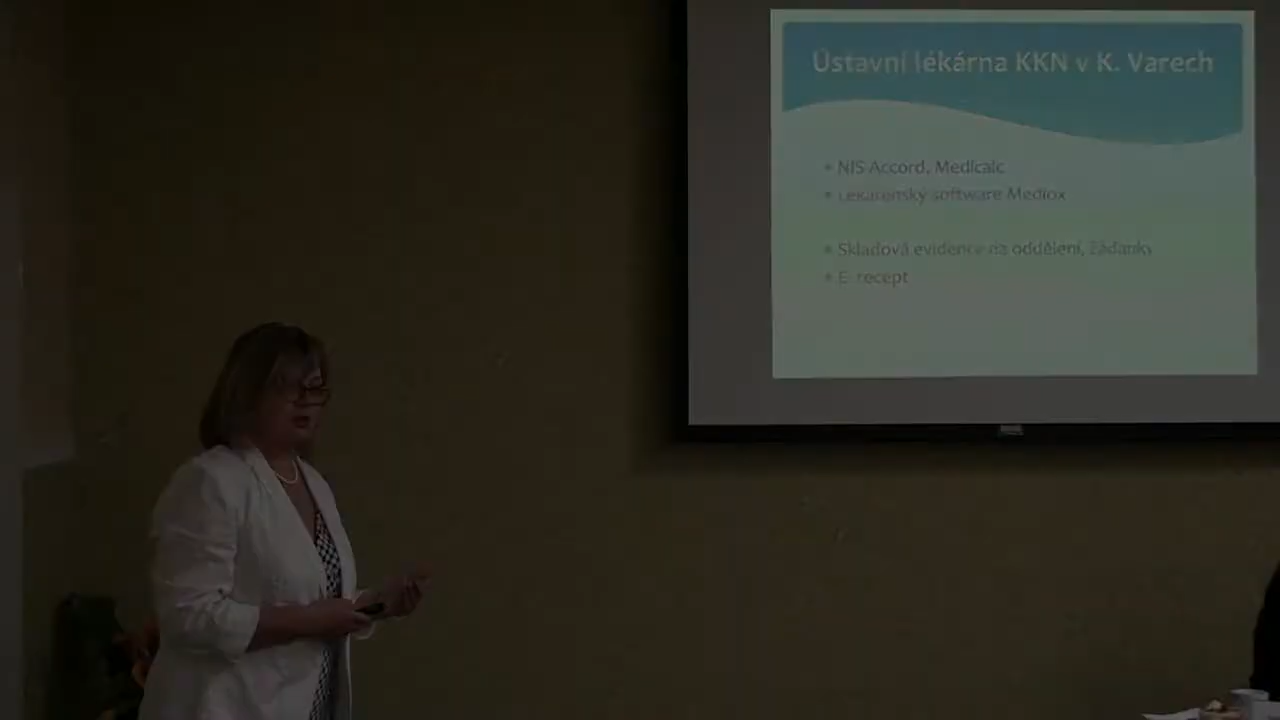 Ústavní lékárna KKN v K. Varech
• NIS Accord, Medicalc
• Lékárenský software Mediox
• Skladová evidence na oddělení, žádanky
• E- recept